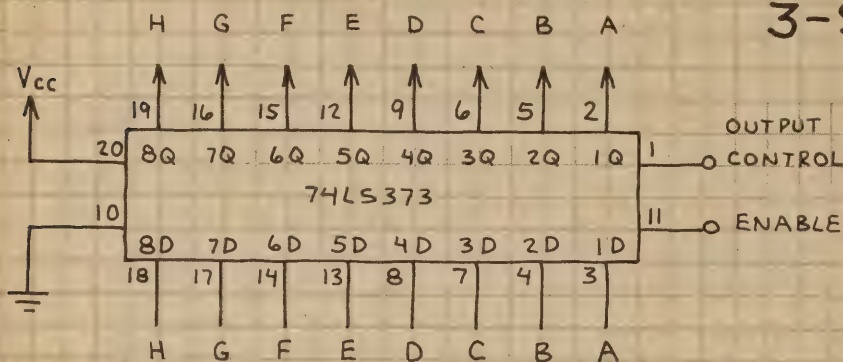 H G F E D C B A
3-
Vcc
19 16 15 12 9 6 5 2
OUTPUT
20 8Q 7Q 6Q 5Q 4Q 3Q 2Q 1Q 1 CONTROL
74LS373
10 11 ENABLE
8D 7D 6D 5D 4D 3D 2D 1D
18 17 14 13 8 7 4 3
H G F E D C B A